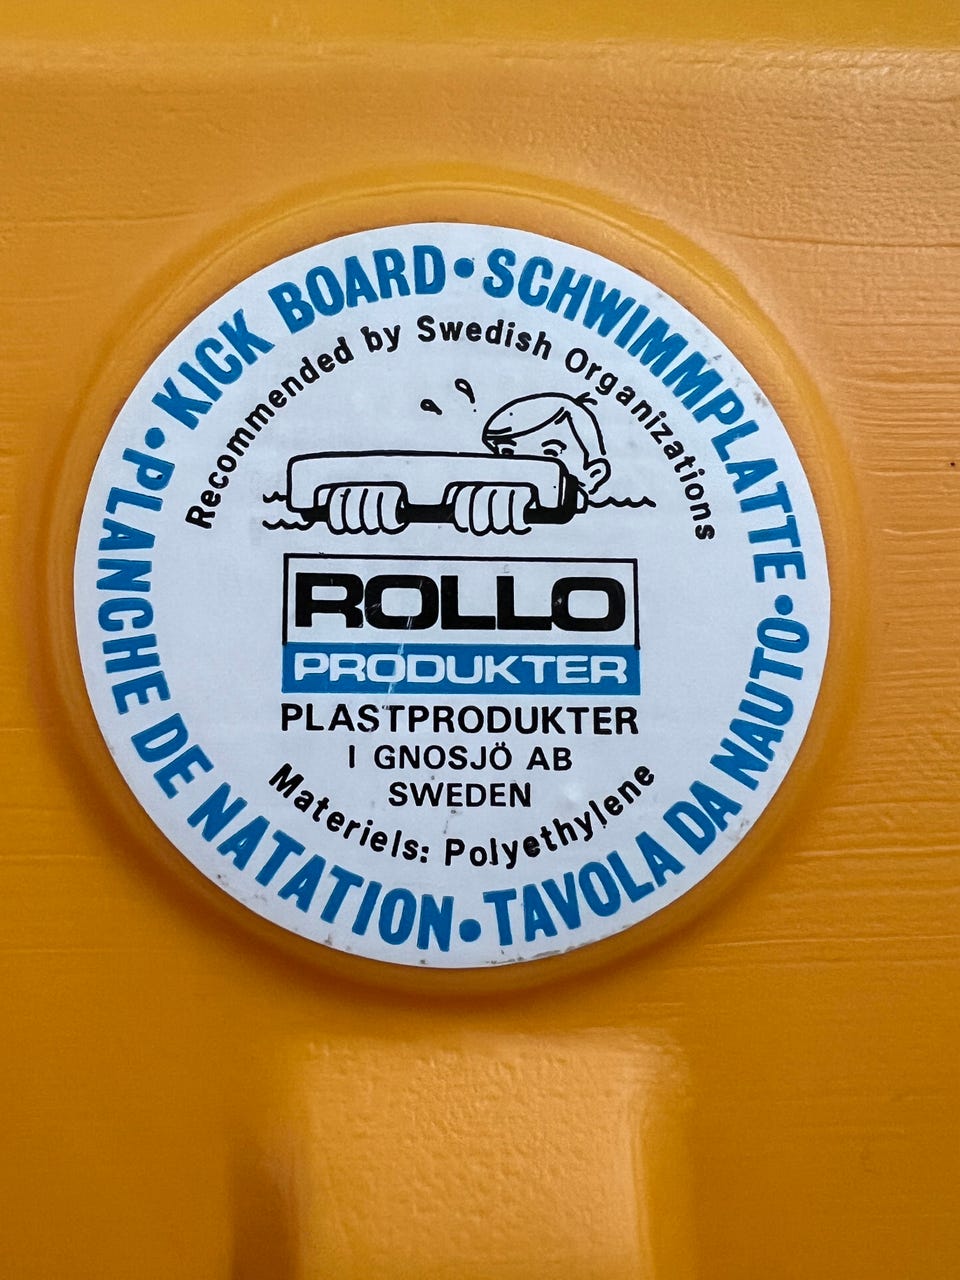 KICK BOARD • SCHWIMMPLATTE • TAVOLA DA NAUTO • PLANCHE DE NATATION •
Recommended by Swedish Organizations
ROLLO
PRODUKTER
PLASTPRODUKTER
I GNOSJÖ AB
SWEDEN
Materiels: Polyethylene